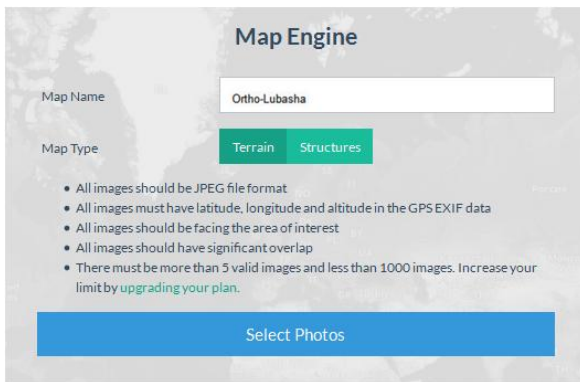 Map Engine
Map Name
Ortho-Lubasha
Map Type
Terrain Structures
• All images should be JPEG file format
• All images must have latitude, longitude and altitude in the GPS EXIF data
• All images should be facing the area of interest
• All images should have significant overlap
• There must be more than 5 valid images and less than 1000 images. Increase your
limit by upgrading your plan.
Select Photos